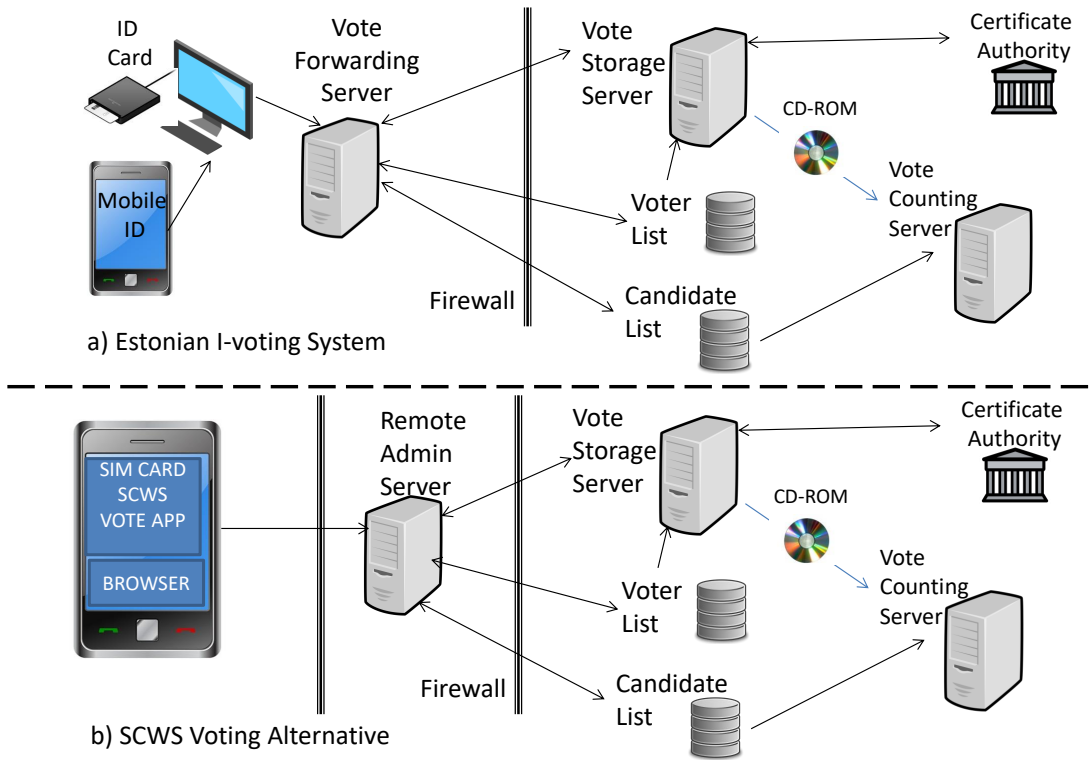 ID
Card
Vote
Forwarding
Server
Vote
Storage
Server
Certificate
Authority
CD-ROM
Mobile
ID
Voter
List
Vote
Counting
Server
Firewall
Candidate
List
a) Estonian I-voting System
SIM CARD
SCWS
VOTE APP
BROWSER
Remote
Admin
Server
Vote
Storage
Server
Certificate
Authority
CD-ROM
Voter
List
Vote
Counting
Server
Firewall
Candidate
List
b) SCWS Voting Alternative